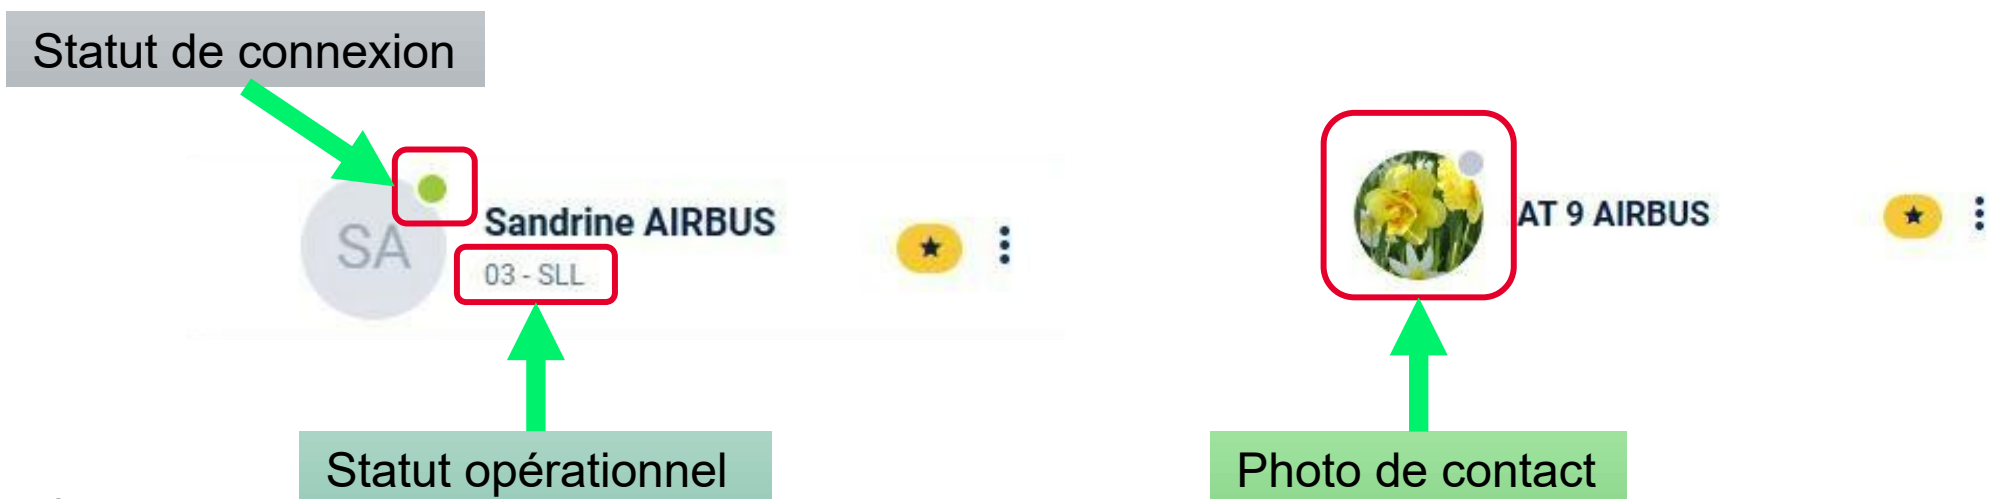 Statut de connexion
SA
Sandrine AIRBUS
03 - SLL
AT 9 AIRBUS
Statut opérationnel
Photo de contact